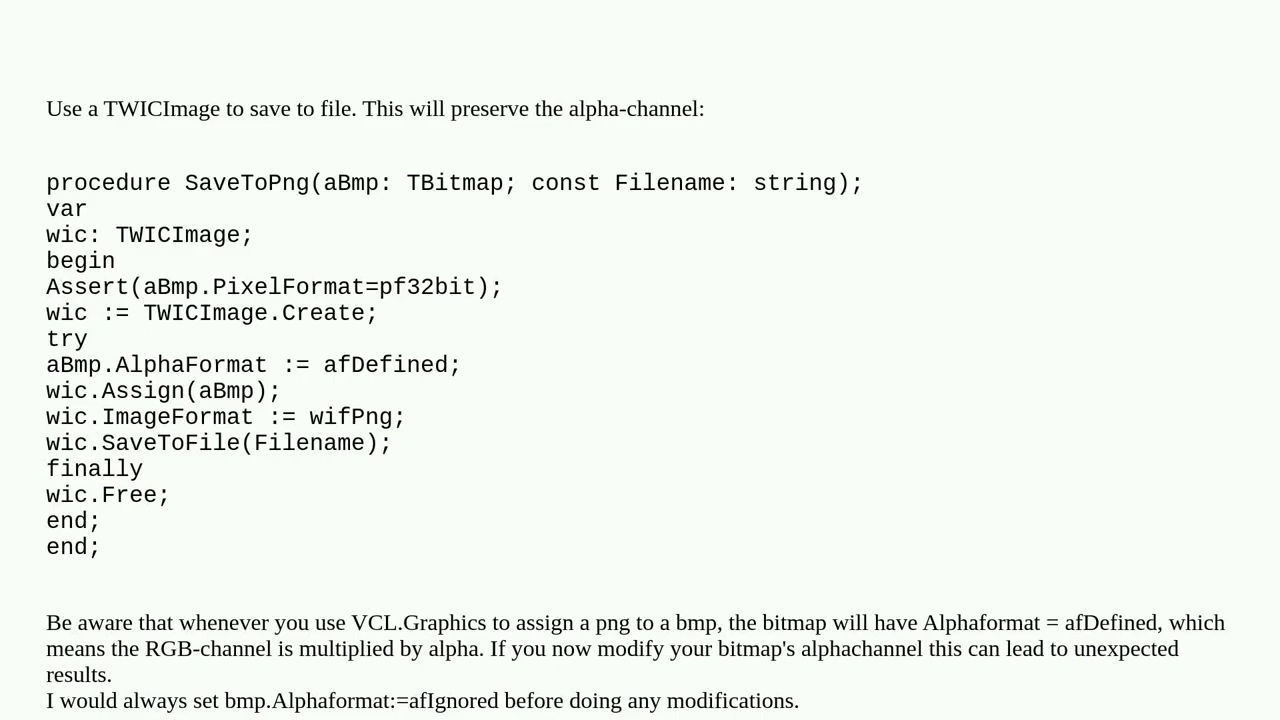 Use a TWICImage to save to file. This will preserve the alpha-channel:
procedure SaveToPng(aBmp: TBitmap; const Filename: string);
var
wic: TWICImage;
begin
Assert(aBmp.PixelFormat=pf32bit);
wic := TWICImage.Create;
try
aBmp.AlphaFormat := afDefined;
wic.Assign(aBmp);
wic.ImageFormat := wifPng;
wic.SaveToFile(Filename);
finally
wic.Free;
end;
end;
Be aware that whenever you use VCL.Graphics to assign a png to a bmp, the bitmap will have Alphaformat = afDefined, which
means the RGB-channel is multiplied by alpha. If you now modify your bitmap's alphachannel this can lead to unexpected
results.
I would always set bmp.Alphaformat:=afIgnored before doing any modifications.